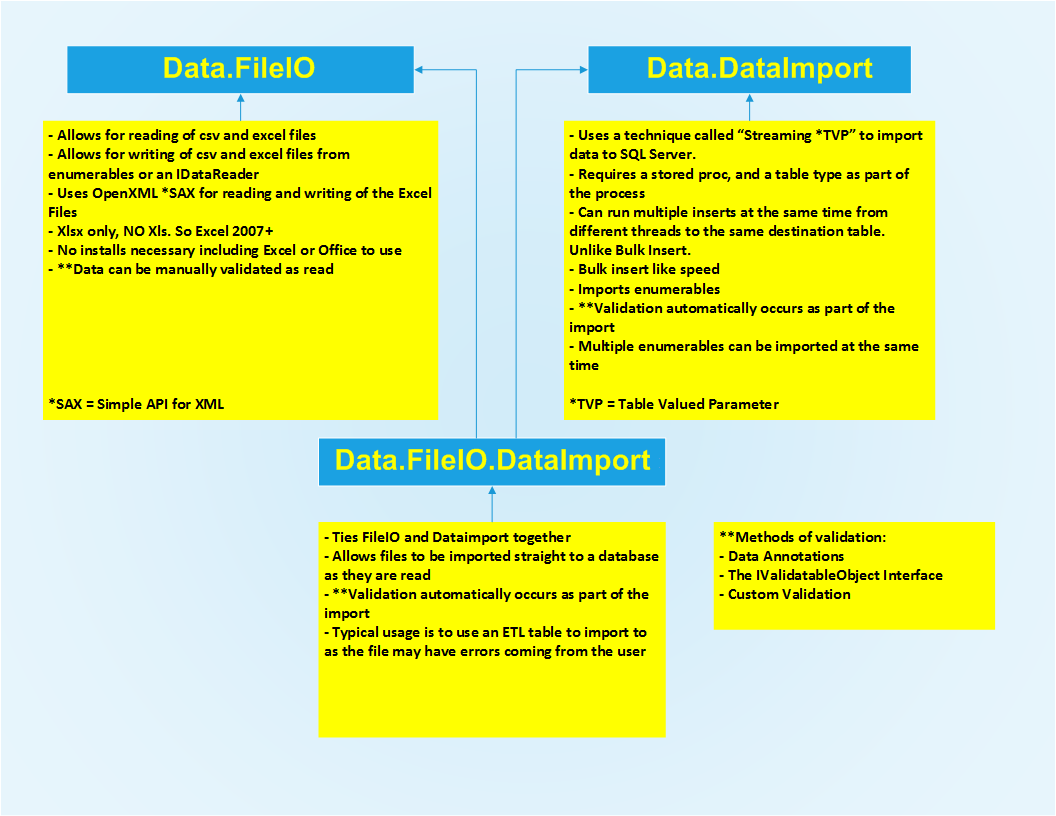 Data.FileIO
- Allows for reading of csv and excel files
- Allows for writing of csv and excel files from
enumerables or an IDataReader
- Uses OpenXML *SAX for reading and writing of the Excel
Files
- Xlsx only, NO Xls. So Excel 2007+
- No installs necessary including Excel or Office to use
- **Data can be manually validated as read
*SAX = Simple API for XML
Data.DataImport
- Uses a technique called “Streaming *TVP” to import
data to SQL Server.
- Requires a stored proc, and a table type as part of
the process
- Can run multiple inserts at the same time from
different threads to the same destination table.
Unlike Bulk Insert.
- Bulk insert like speed
- Imports enumerables
- **Validation automatically occurs as part of the
import
- Multiple enumerables can be imported at the same
time
*TVP = Table Valued Parameter
Data.FileIO.DataImport
- Ties FileIO and Dataimport together
- Allows files to be imported straight to a database
as they are read
- **Validation automatically occurs as part of the
import
- Typical usage is to use an ETL table to import to
as the file may have errors coming from the user
**Methods of validation:
- Data Annotations
- The IValidatableObject Interface
- Custom Validation